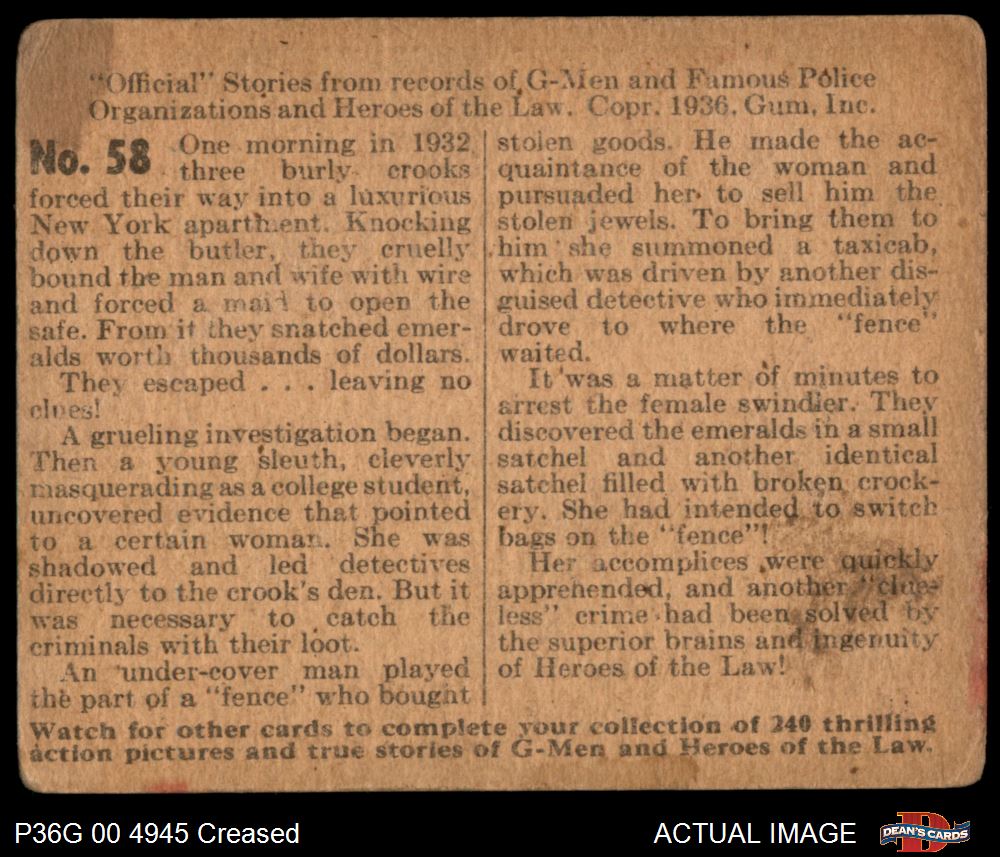 "Official" Stories from records of G-Men and Famous Police
Organizations and Heroes of the Law. Copr. 1936. Gum, Inc.
No. 58 One morning in 1932
three burly crooks
forced their way into a luxurious
New York apartment. Knocking
down the butler, they cruelly
bound the man and wife with wire
and forced a maid to open the
safe. From it they snatched emer-
alds worth thousands of dollars.
They escaped . . . leaving no
clues!
A grueling investigation began.
Then a young sleuth, cleverly
masquerading as a college student,
uncovered evidence that pointed
to a certain woman. She was
shadowed and led detectives
directly to the crook's den. But it
was necessary to catch the
criminals with their loot.
An under-cover man played
the part of a "fence" who bought
stolen goods. He made the ac-
quaintance of the woman and
pursuaded her to sell him the
stolen jewels. To bring them to
him she summoned a taxicab,
which was driven by another dis-
guised detective who immediately
drove to where the "fence"
waited.
It was a matter of minutes to
arrest the female swindler. They
discovered the emeralds in a small
satchel and another identical
satchel filled with broken crock-
ery. She had intended to switch
bags on the "fence"!
Her accomplices were quickly
apprehended, and another "clue-
less" crime had been solved by
the superior brains and ingenuity
of Heroes of the Law!
Watch for other cards to complete your collection of 240 thrilling
action pictures and true stories of G-Men and Heroes of the Law.
P36G 00 4945 Creased
ACTUAL IMAGE
DEAN'S CARDS